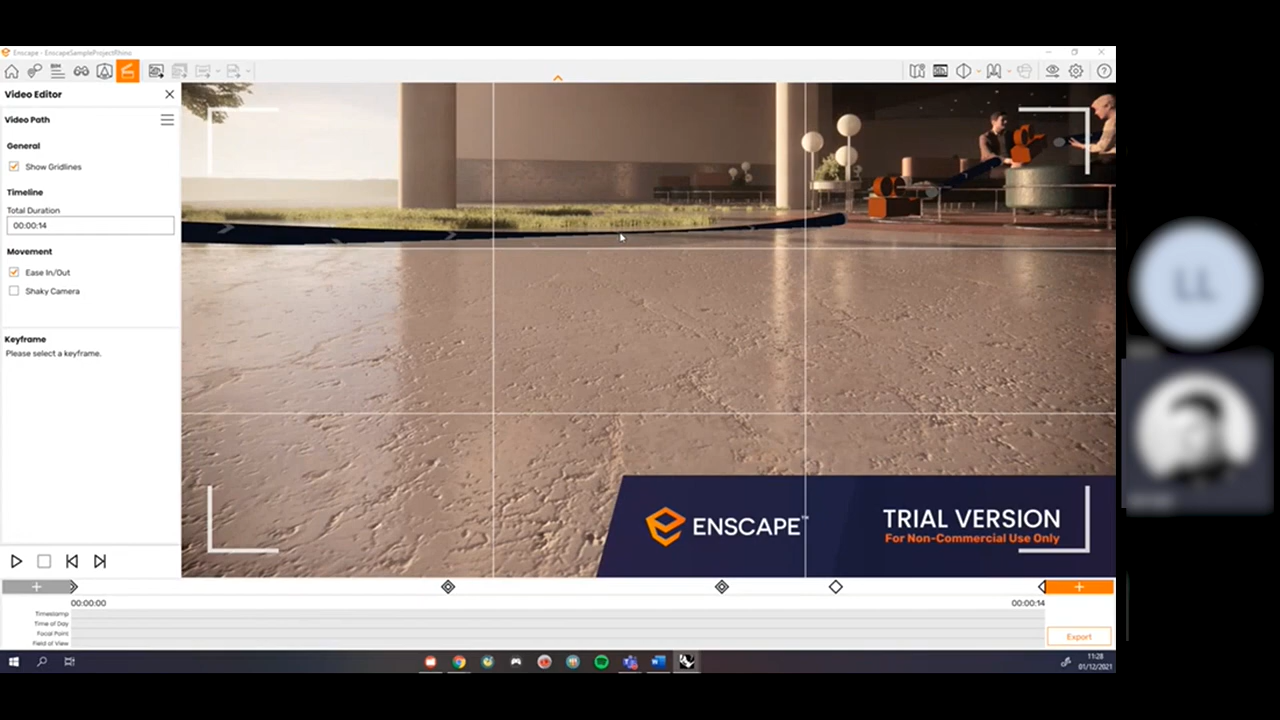 Enscape - EnscapeSampleProjectRhino
Video Editor
Video Path
General
Show Gridlines
Timeline
Total Duration
00:00:14
Movement
Ease In/Out
Shaky Camera
Keyframe
Please select a keyframe.
ENSCAPE™
TRIAL VERSION
For Non-Commercial Use Only
00:00:00
00:00:14
Timestamp
Time of Day
Focal Point
Field of View
Export
11:28
01/12/2021
LL